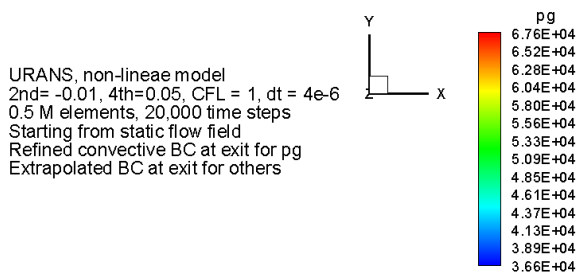 URANS, non-lineae model
2nd= -0.01, 4th=0.05, CFL = 1, dt = 4e-6
0.5 M elements, 20,000 time steps
Starting from static flow field
Refined convective BC at exit for pg
Extrapolated BC at exit for others
Y
Z
X
pg
6.76E+04
6.52E+04
6.28E+04
6.04E+04
5.80E+04
5.56E+04
5.33E+04
5.09E+04
4.85E+04
4.61E+04
4.37E+04
4.13E+04
3.89E+04
3.66E+04